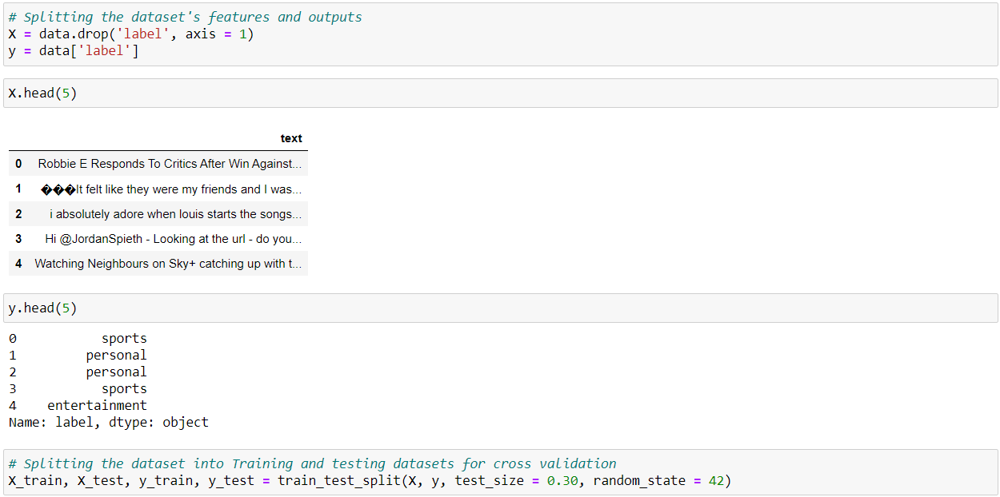 # Splitting the dataset's features and outputs
X = data.drop('label', axis = 1)
y = data['label']
X.head(5)
text
0 Robbie E Responds To Critics After Win Against...
1 ���It felt like they were my friends and I was...
2 i absolutely adore when louis starts the songs...
3 Hi @JordanSpieth - Looking at the url - do you...
4 Watching Neighbours on Sky+ catching up with t...
y.head(5)
0 sports
1 personal
2 personal
3 sports
4 entertainment
Name: label, dtype: object
# Splitting the dataset into Training and testing datasets for cross validation
X_train, X_test, y_train, y_test = train_test_split(X, y, test_size = 0.30, random_state = 42)